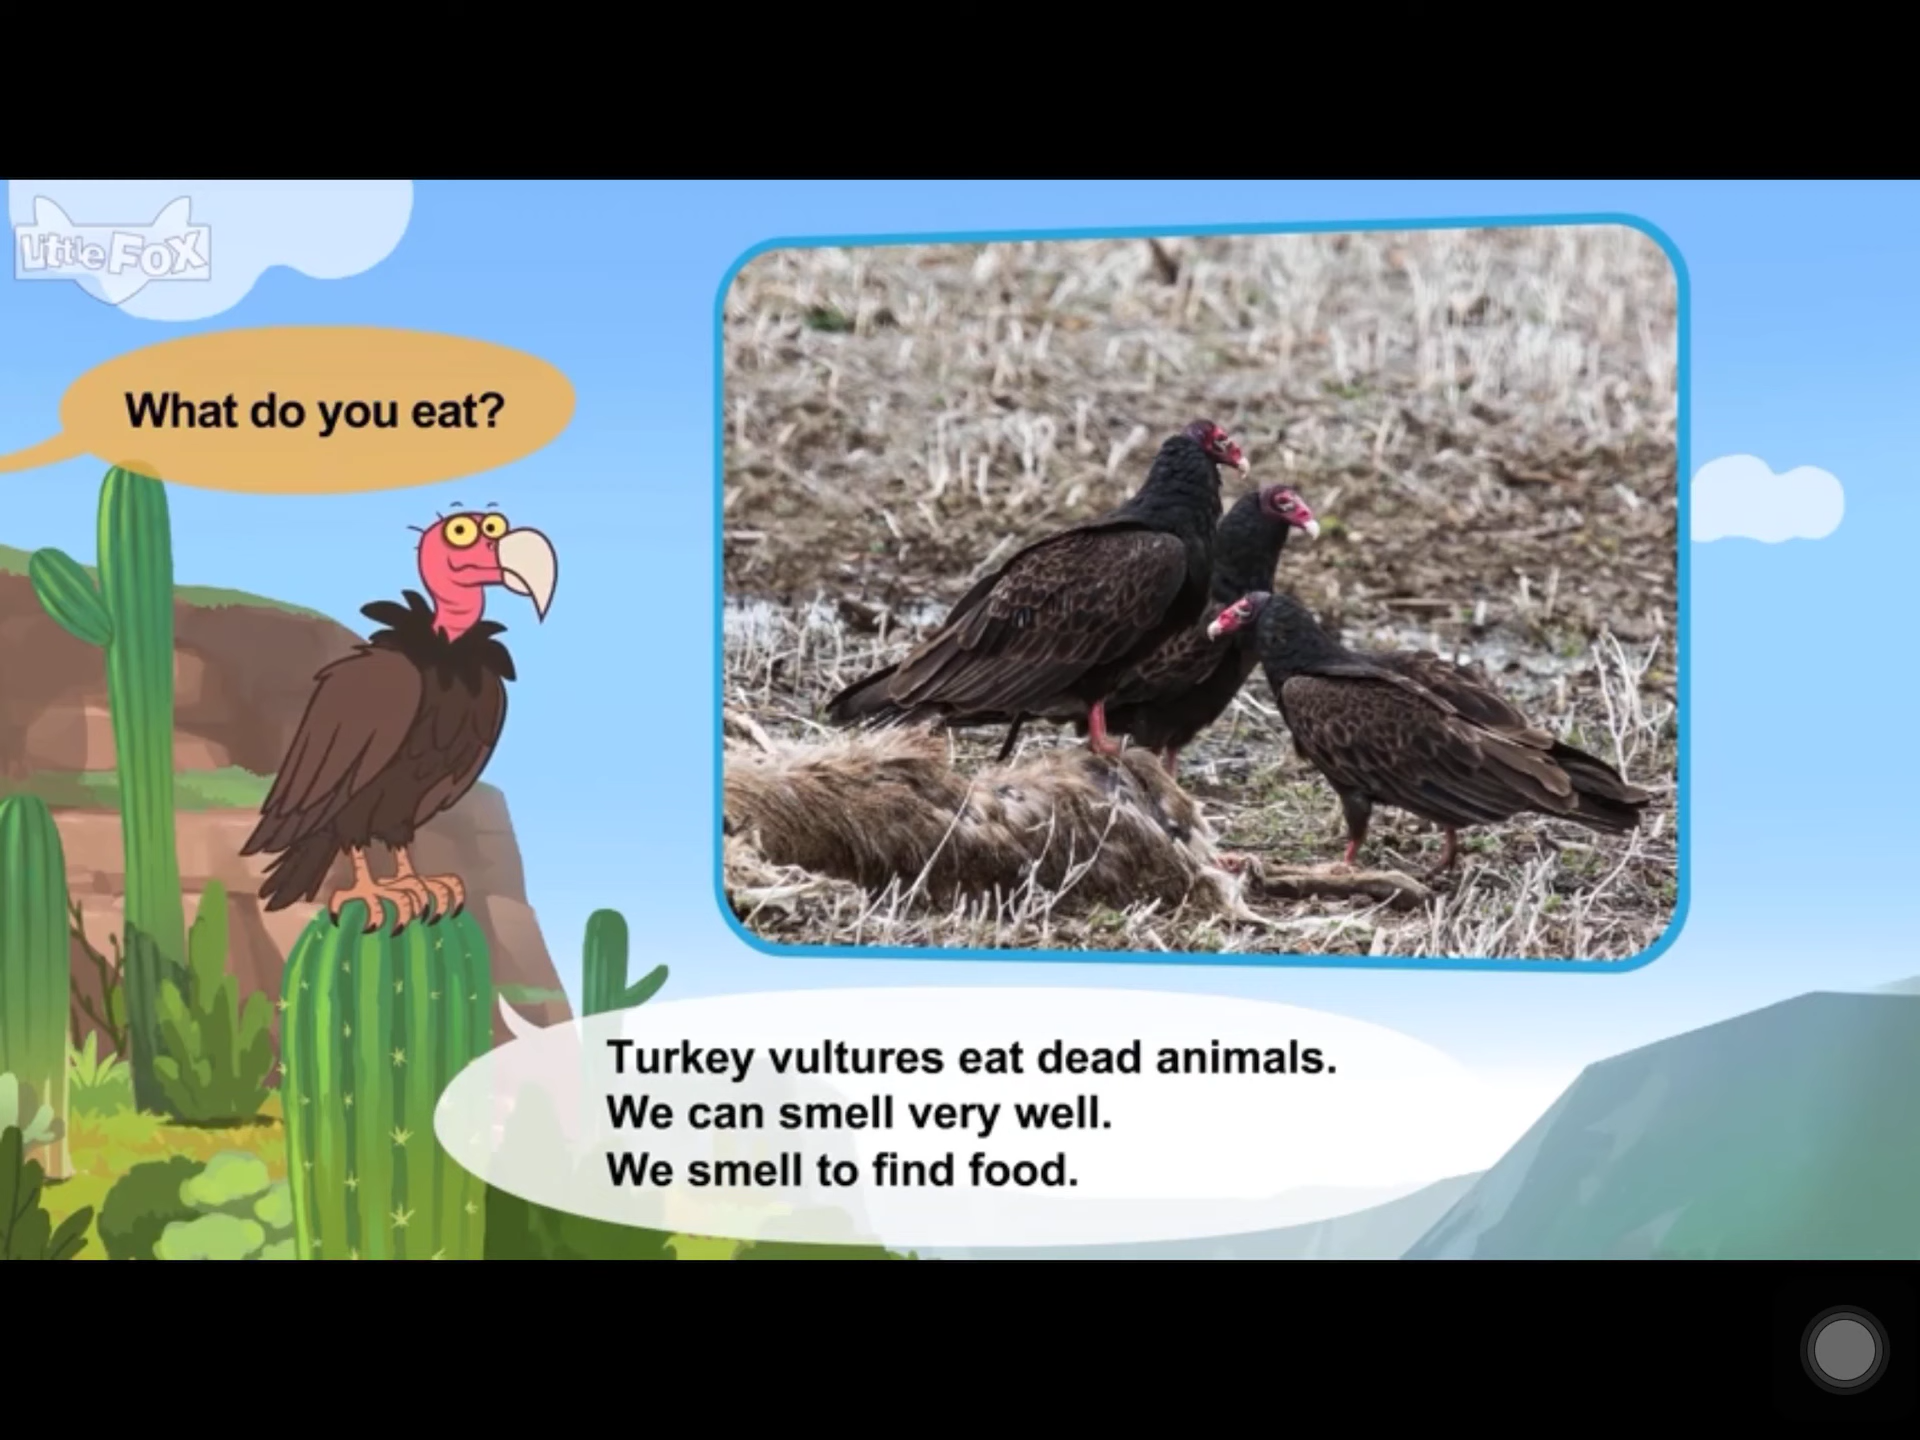 Little Fox
What do you eat?
Turkey vultures eat dead animals.
We can smell very well.
We smell to find food.